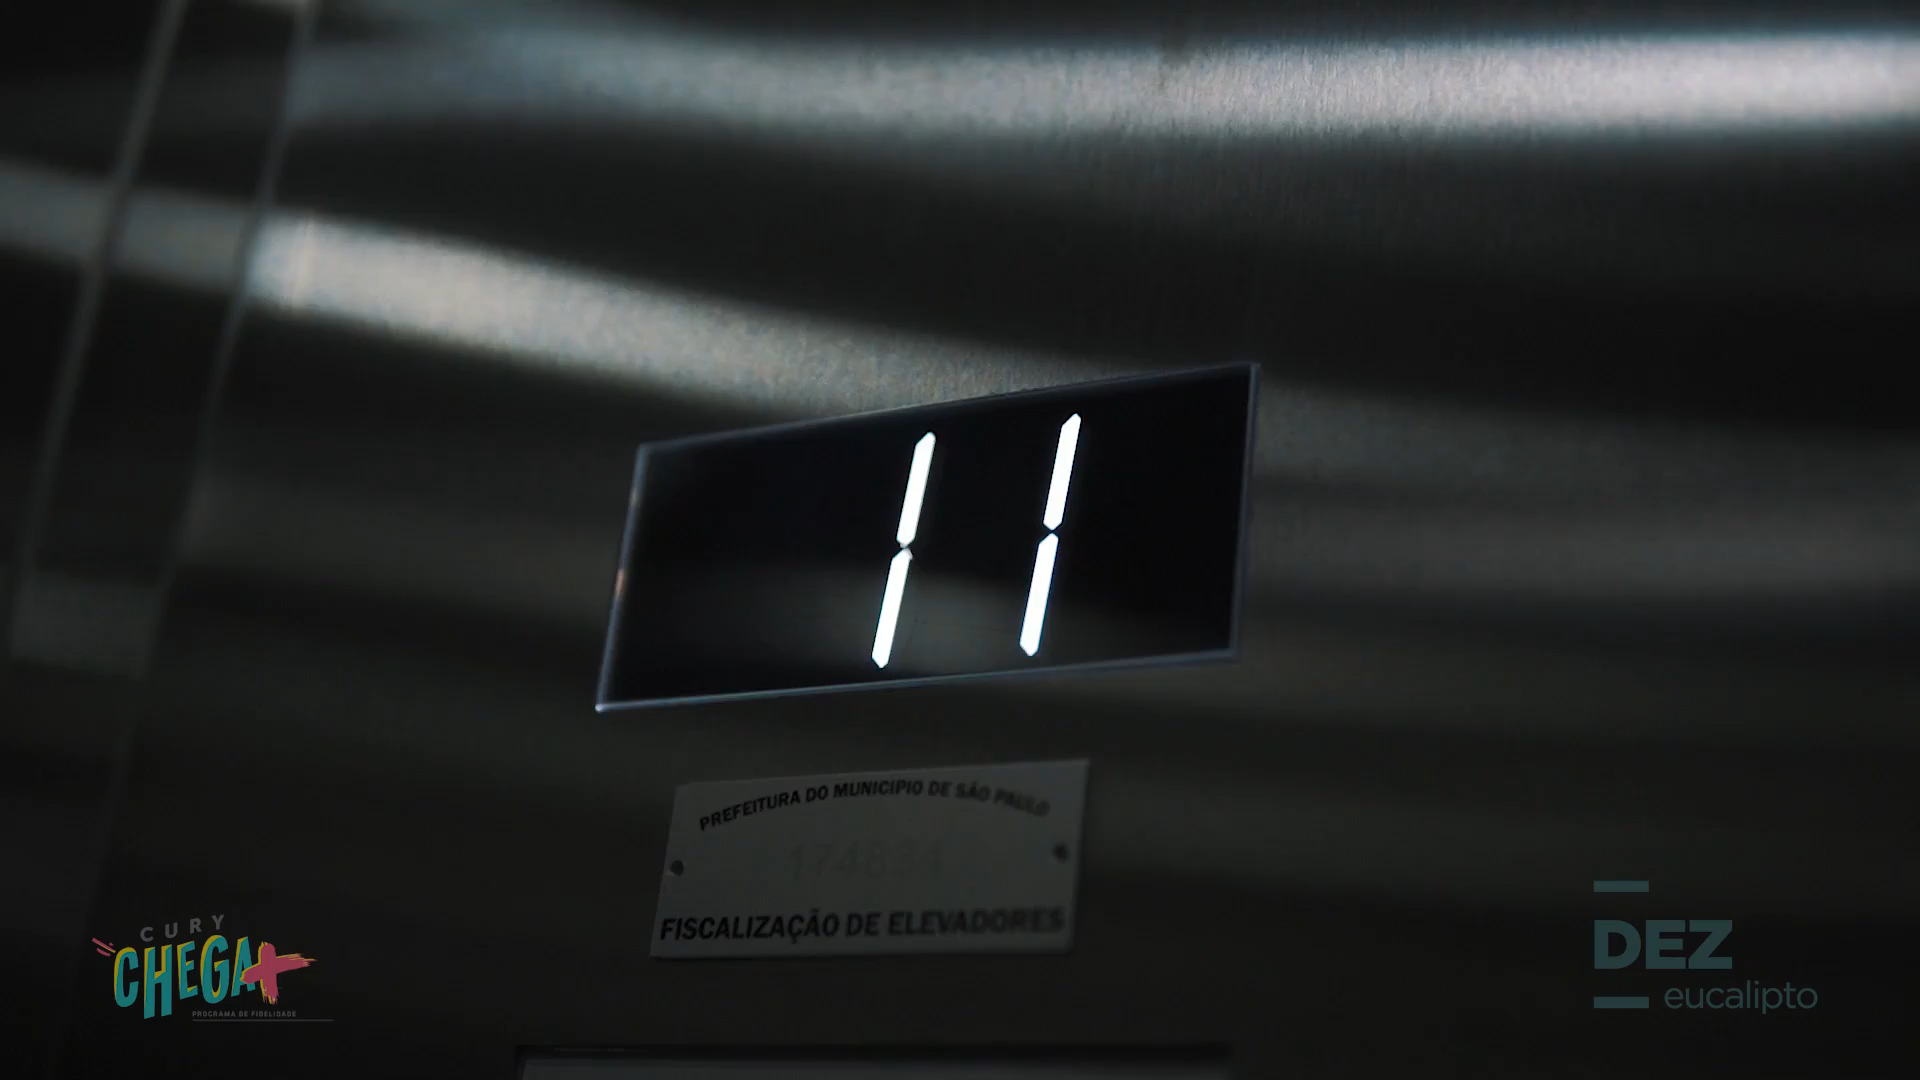 11
PREFEITURA DO MUNICIPIO DE SÃO PAULO
FISCALIZAÇÃO DE ELEVADORES
CURY
CHEGA+
PROGRAMA DE FIDELIDADE
DEZ
eucalipto